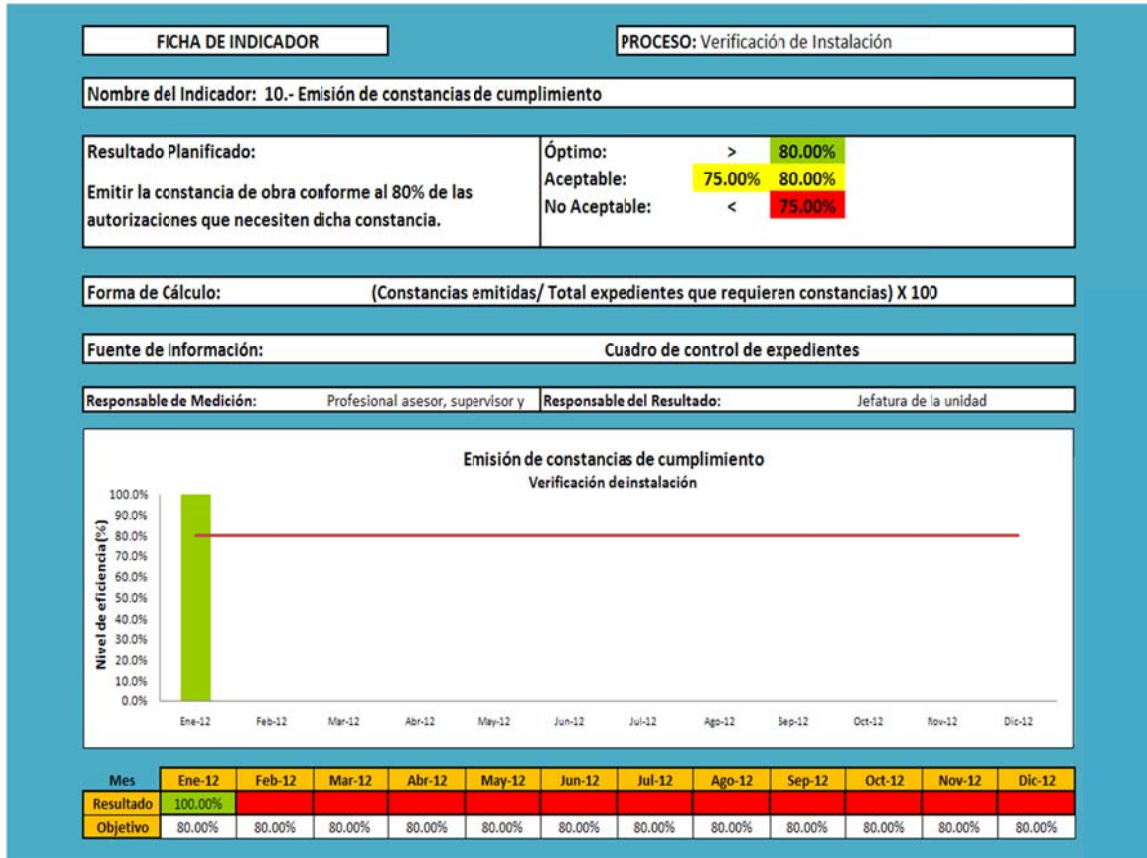 FICHA DE INDICADOR
PROCESO: Verificación de Instalación
Nombre del Indicador: 10.- Emisión de constancias de cumplimiento
Resultado Planificado:
Emitir la constancia de obra conforme al 80% de las
autorizaciones que necesiten dicha constancia.
Óptimo: > 80.00%
Aceptable: 75.00% 80.00%
No Aceptable: < 75.00%
Forma de Cálculo: (Constancias emitidas/ Total expedientes que requieren constancias) X 100
Fuente de Información: Cuadro de control de expedientes
Responsable de Medición: Profesional asesor, supervisor y
Responsable del Resultado: Jefatura de la unidad
Emisión de constancias de cumplimiento
Verificación deinstalación
Nivel de eficiencia (%)
100.0%
90.0%
80.0%
70.0%
60.0%
50.0%
40.0%
30.0%
20.0%
10.0%
0.0%
Ene-12 Feb-12 Mar-12 Abr-12 May-12 Jun-12 Jul-12 Ago-12 Sep-12 Oct-12 Nov-12 Dic-12
Mes Ene-12 Feb-12 Mar-12 Abr-12 May-12 Jun-12 Jul-12 Ago-12 Sep-12 Oct-12 Nov-12 Dic-12
Resultado 100.00%
Objetivo 80.00% 80.00% 80.00% 80.00% 80.00% 80.00% 80.00% 80.00% 80.00% 80.00% 80.00% 80.00%